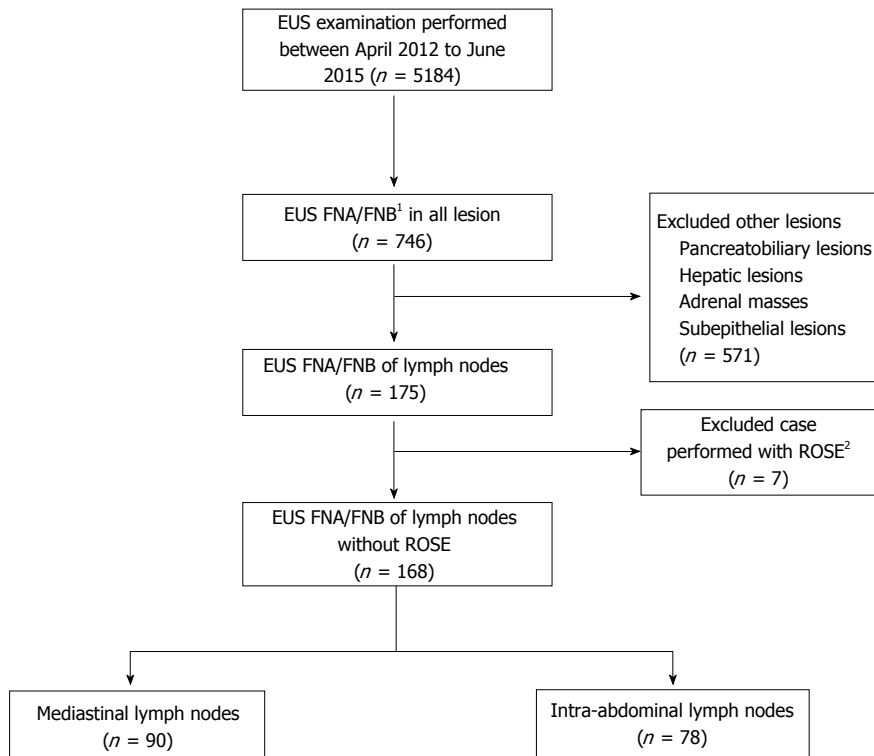 EUS examination performed
between April 2012 to June
2015 (n = 5184)
EUS FNA/FNB¹ in all lesion
(n = 746)
Excluded other lesions
Pancreatobiliary lesions
Hepatic lesions
Adrenal masses
Subepithelial lesions
(n = 571)
EUS FNA/FNB of lymph nodes
(n = 175)
Excluded case
performed with ROSE²
(n = 7)
EUS FNA/FNB of lymph nodes
without ROSE
(n = 168)
Mediastinal lymph nodes
(n = 90)
Intra-abdominal lymph nodes
(n = 78)